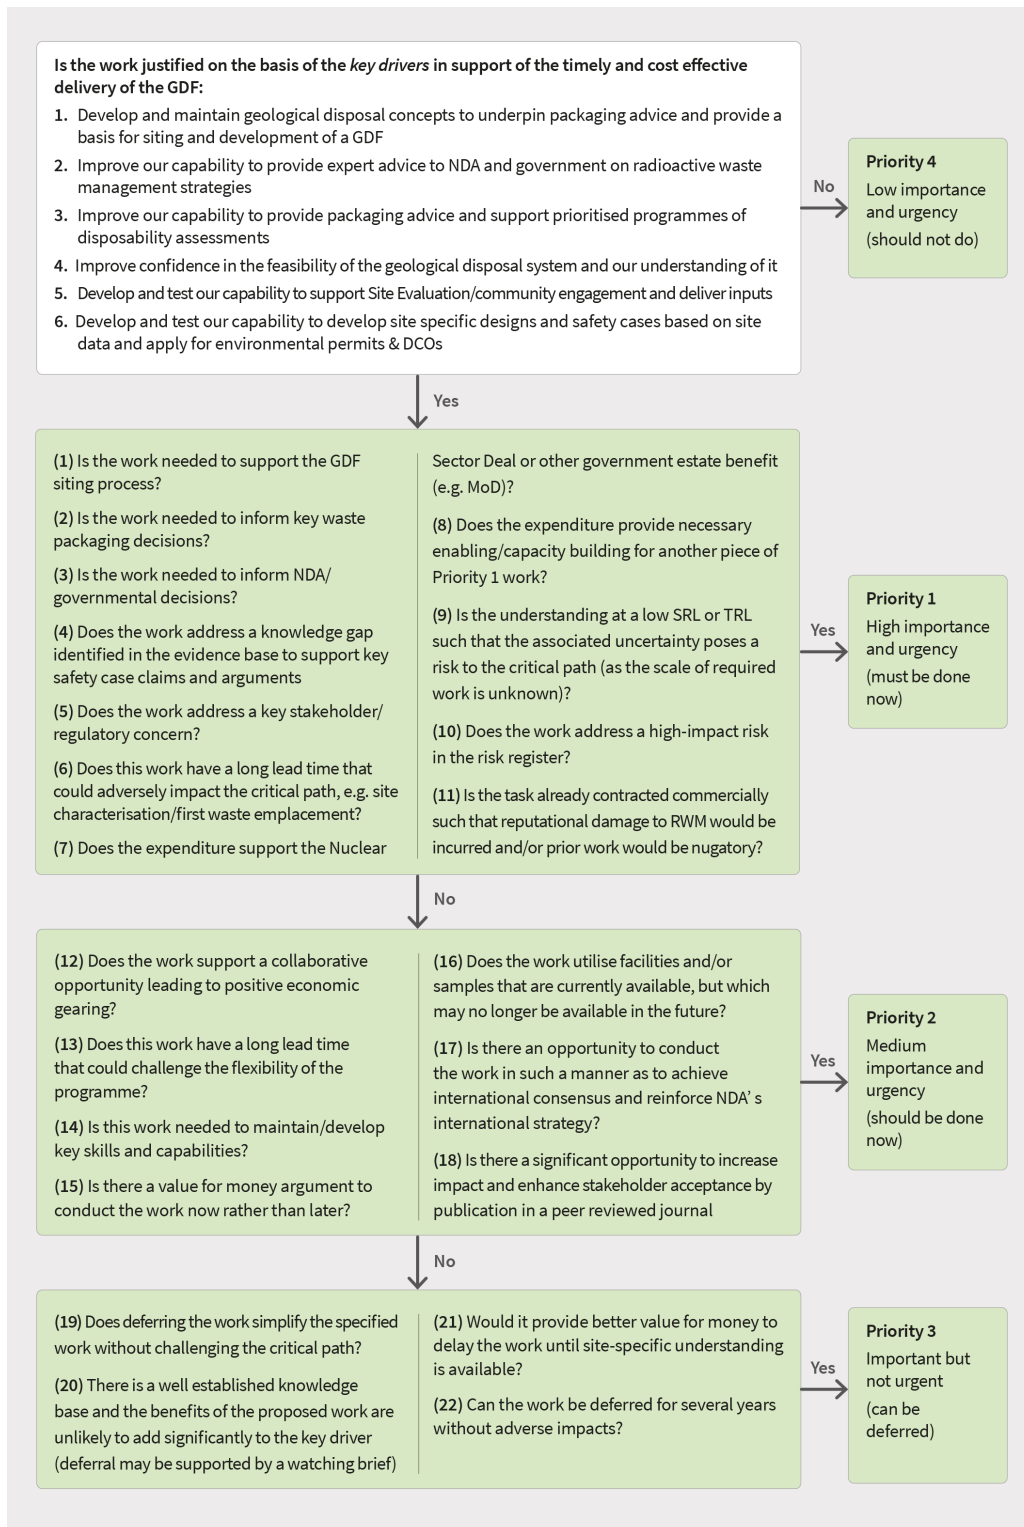 Is the work justified on the basis of the key drivers in support of the timely and cost effective
delivery of the GDF:
1. Develop and maintain geological disposal concepts to underpin packaging advice and provide a
basis for siting and development of a GDF
2. Improve our capability to provide expert advice to NDA and government on radioactive waste
management strategies
3. Improve our capability to provide packaging advice and support prioritised programmes of
disposability assessments
4. Improve confidence in the feasibility of the geological disposal system and our understanding of it
5. Develop and test our capability to support Site Evaluation/community engagement and deliver inputs
6. Develop and test our capability to develop site specific designs and safety cases based on site
data and apply for environmental permits & DCOs
No
Priority 4
Low importance
and urgency
(should not do)
Yes
(1) Is the work needed to support the GDF
siting process?
(2) Is the work needed to inform key waste
packaging decisions?
(3) Is the work needed to inform NDA/
governmental decisions?
(4) Does the work address a knowledge gap
identified in the evidence base to support key
safety case claims and arguments
(5) Does the work address a key stakeholder/
regulatory concern?
(6) Does this work have a long lead time that
could adversely impact the critical path, e.g. site
characterisation/first waste emplacement?
(7) Does the expenditure support the Nuclear
Sector Deal or other government estate benefit
(e.g. MoD)?
(8) Does the expenditure provide necessary
enabling/capacity building for another piece of
Priority 1 work?
(9) Is the understanding at a low SRL or TRL
such that the associated uncertainty poses a
risk to the critical path (as the scale of required
work is unknown)?
(10) Does the work address a high-impact risk
in the risk register?
(11) Is the task already contracted commercially
such that reputational damage to RWM would be
incurred and/or prior work would be nugatory?
Yes
Priority 1
High importance
and urgency
(must be done
now)
No
(12) Does the work support a collaborative
opportunity leading to positive economic
gearing?
(13) Does this work have a long lead time
that could challenge the flexibility of the
programme?
(14) Is this work needed to maintain/develop
key skills and capabilities?
(15) Is there a value for money argument to
conduct the work now rather than later?
(16) Does the work utilise facilities and/or
samples that are currently available, but which
may no longer be available in the future?
(17) Is there an opportunity to conduct
the work in such a manner as to achieve
international consensus and reinforce NDA' s
international strategy?
(18) Is there a significant opportunity to increase
impact and enhance stakeholder acceptance by
publication in a peer reviewed journal
Yes
Priority 2
Medium
importance and
urgency
(should be done
now)
No
(19) Does deferring the work simplify the specified
work without challenging the critical path?
(20) There is a well established knowledge
base and the benefits of the proposed work are
unlikely to add significantly to the key driver
(deferral may be supported by a watching brief)
(21) Would it provide better value for money to
delay the work until site-specific understanding
is available?
(22) Can the work be deferred for several years
without adverse impacts?
Yes
Priority 3
Important but
not urgent
(can be
deferred)